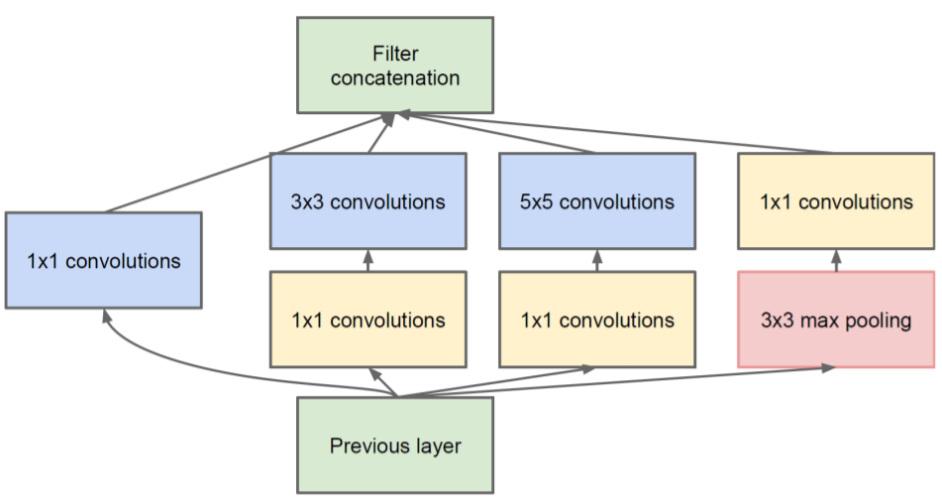 Filter
concatenation
3x3 convolutions
5x5 convolutions
1x1 convolutions
1x1 convolutions
1x1 convolutions
1x1 convolutions
3x3 max pooling
Previous layer